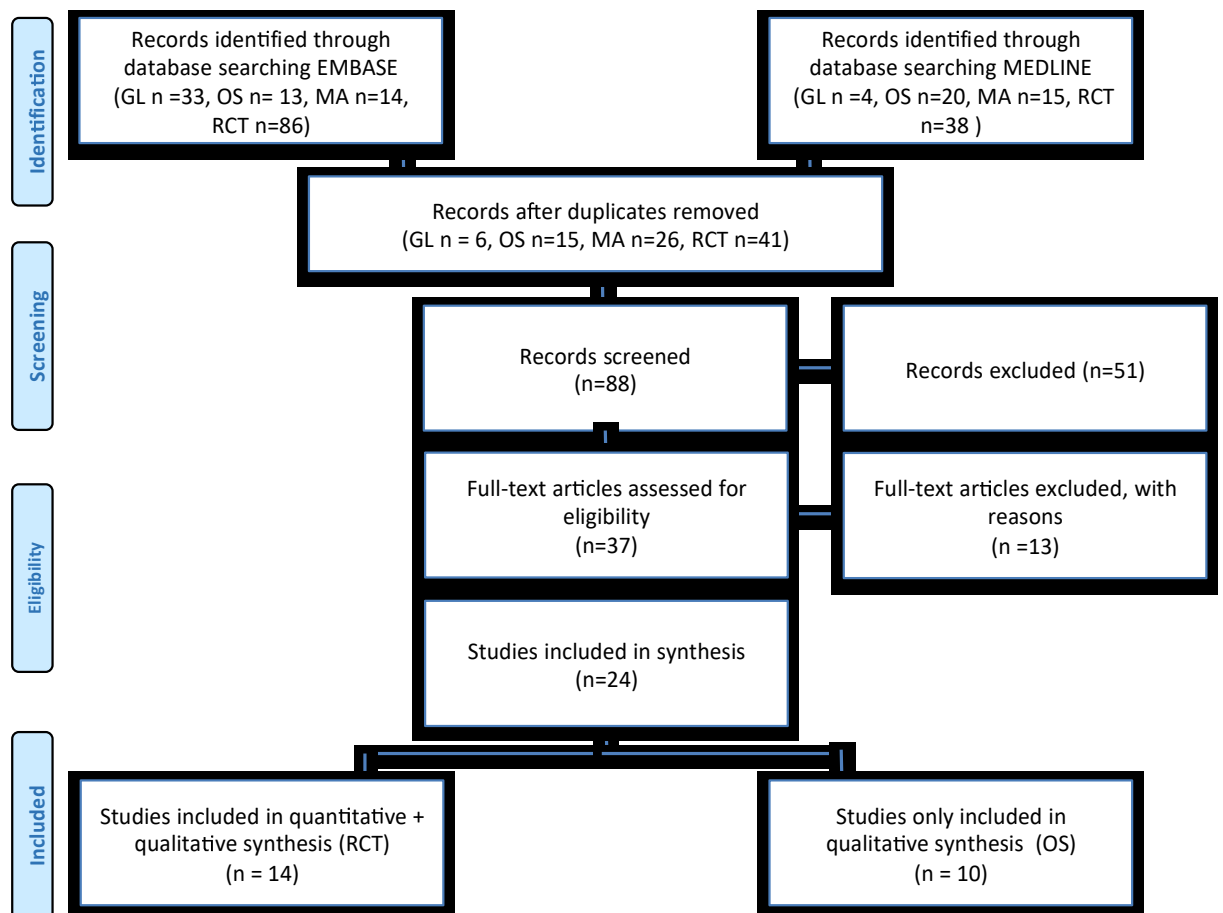 Identification
Records identified through
database searching EMBASE
(GL n =33, OS n= 13, MA n=14,
RCT n=86)
Records identified through
database searching MEDLINE
(GL n =4, OS n=20, MA n=15, RCT
n=38 )
Records after duplicates removed
(GL n = 6, OS n=15, MA n=26, RCT n=41)
Screening
Records screened
(n=88)
Records excluded (n=51)
Eligibility
Full-text articles assessed for
eligibility
(n=37)
Full-text articles excluded, with
reasons
(n =13)
Studies included in synthesis
(n=24)
Included
Studies included in quantitative +
qualitative synthesis (RCT)
(n = 14)
Studies only included in
qualitative synthesis  (OS)
(n = 10)